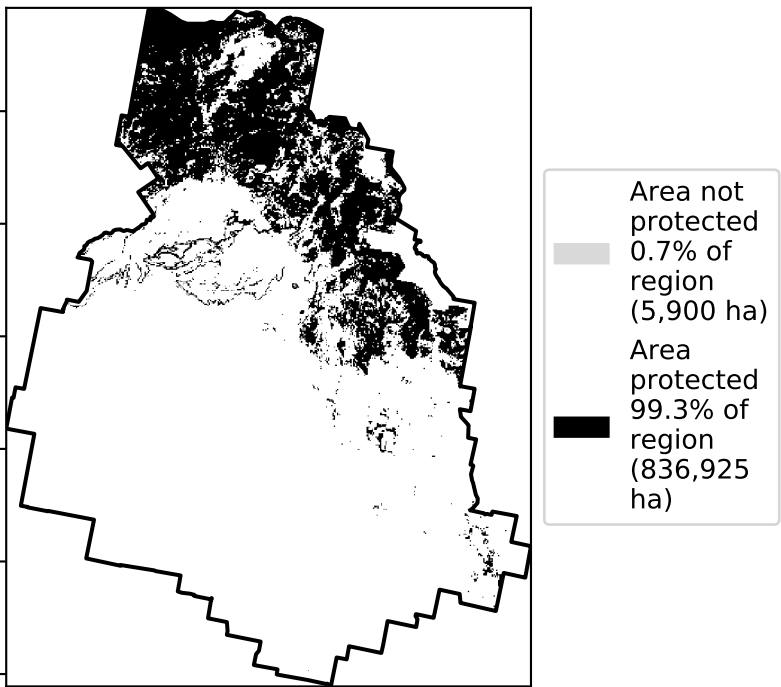 Area not
protected
0.7% of
region
(5,900 ha)
Area
protected
99.3% of
region
(836,925
ha)